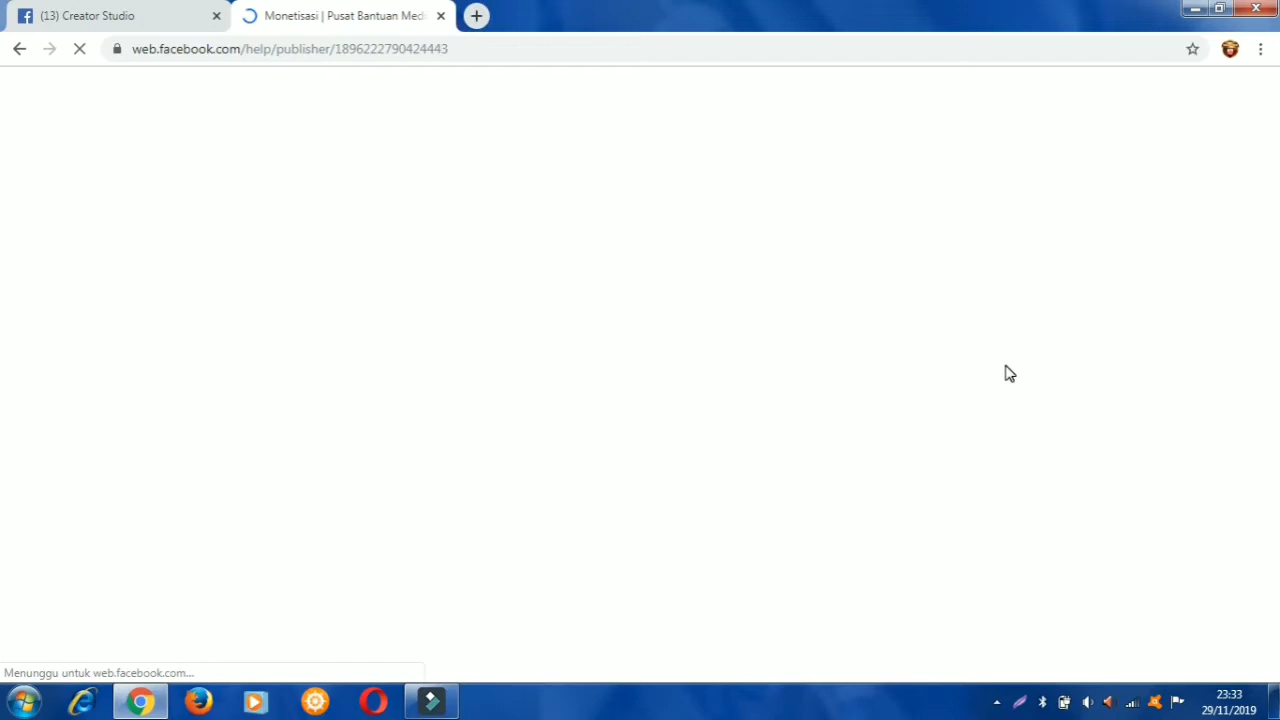 (13) Creator Studio
Monetisasi | Pusat Bantuan Med
web.facebook.com/help/publisher/1896222790424443
Menunggu untuk web.facebook.com...
23:33
29/11/2019